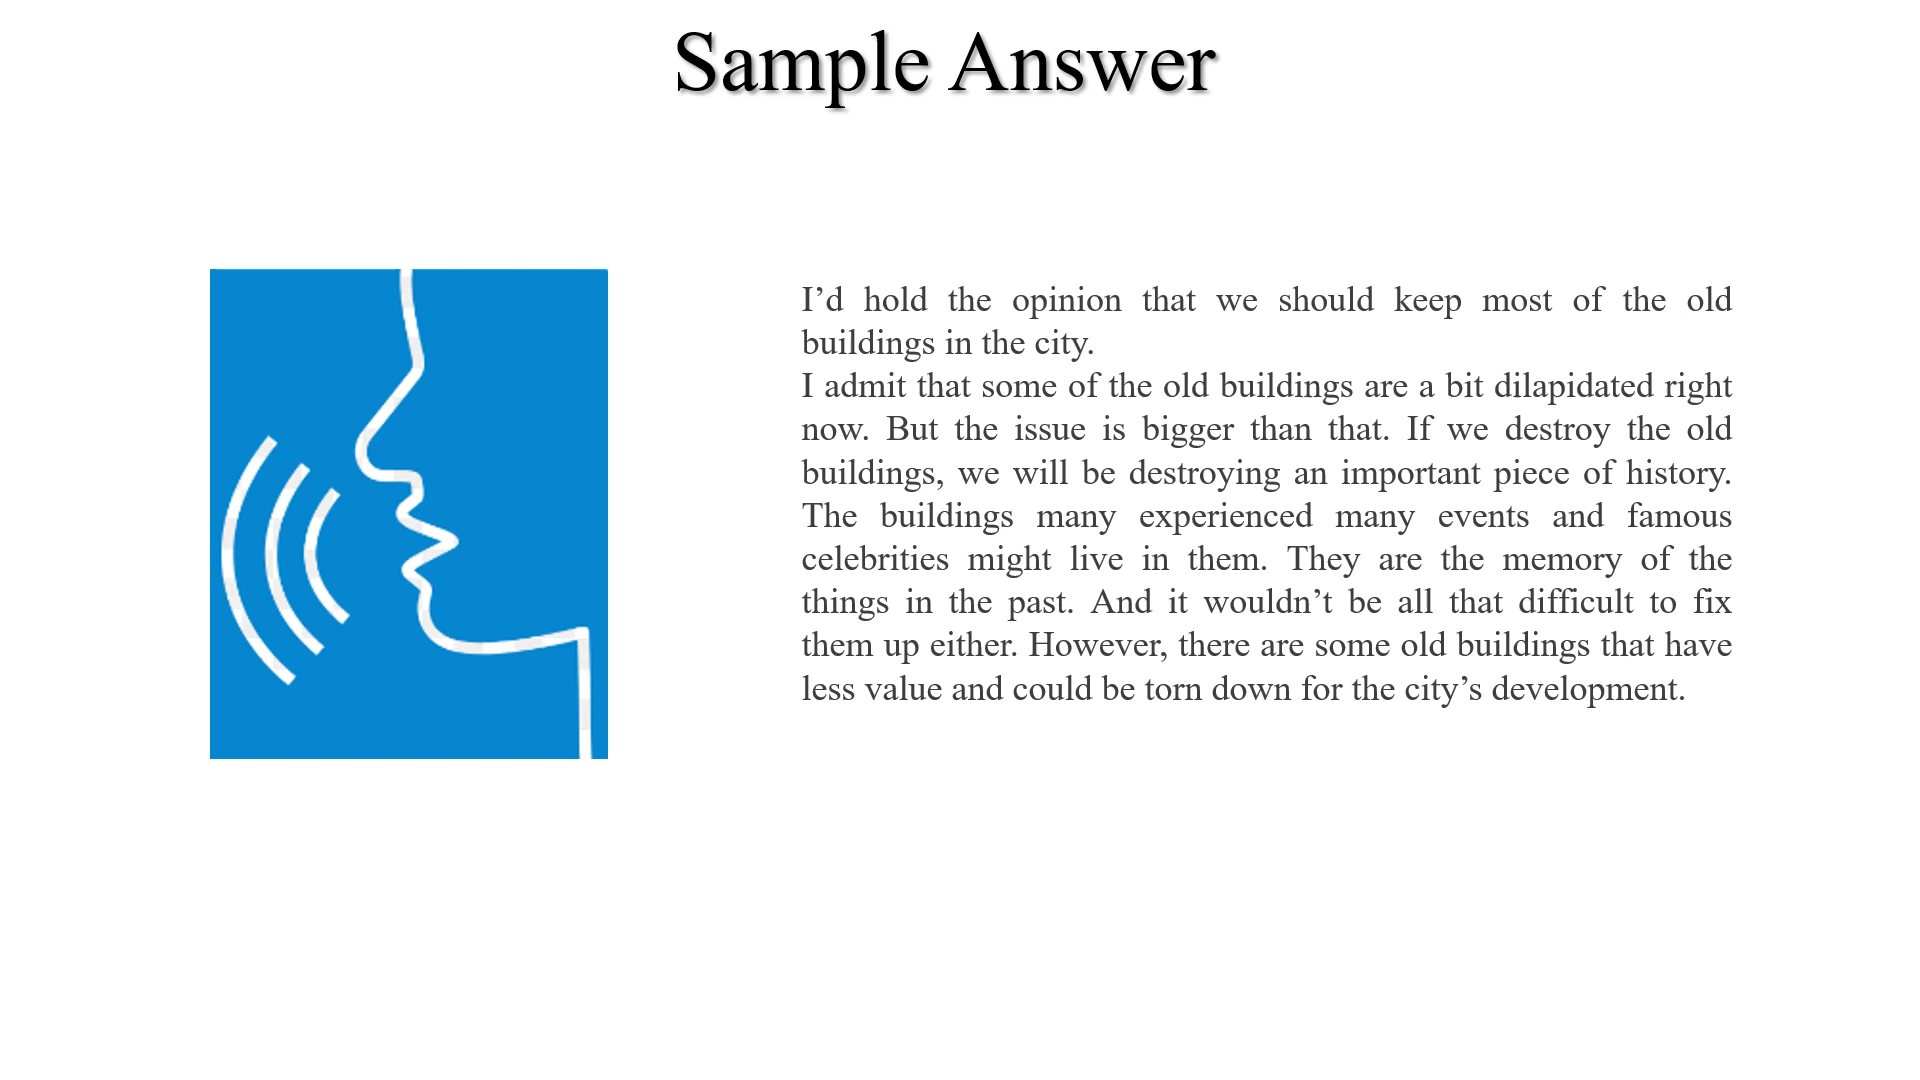 Sample Answer
I’d hold the opinion that we should keep most of the old
buildings in the city.
I admit that some of the old buildings are a bit dilapidated right
now. But the issue is bigger than that. If we destroy the old
buildings, we will be destroying an important piece of history.
The buildings many experienced many events and famous
celebrities might live in them. They are the memory of the
things in the past. And it wouldn’t be all that difficult to fix
them up either. However, there are some old buildings that have
less value and could be torn down for the city’s development.